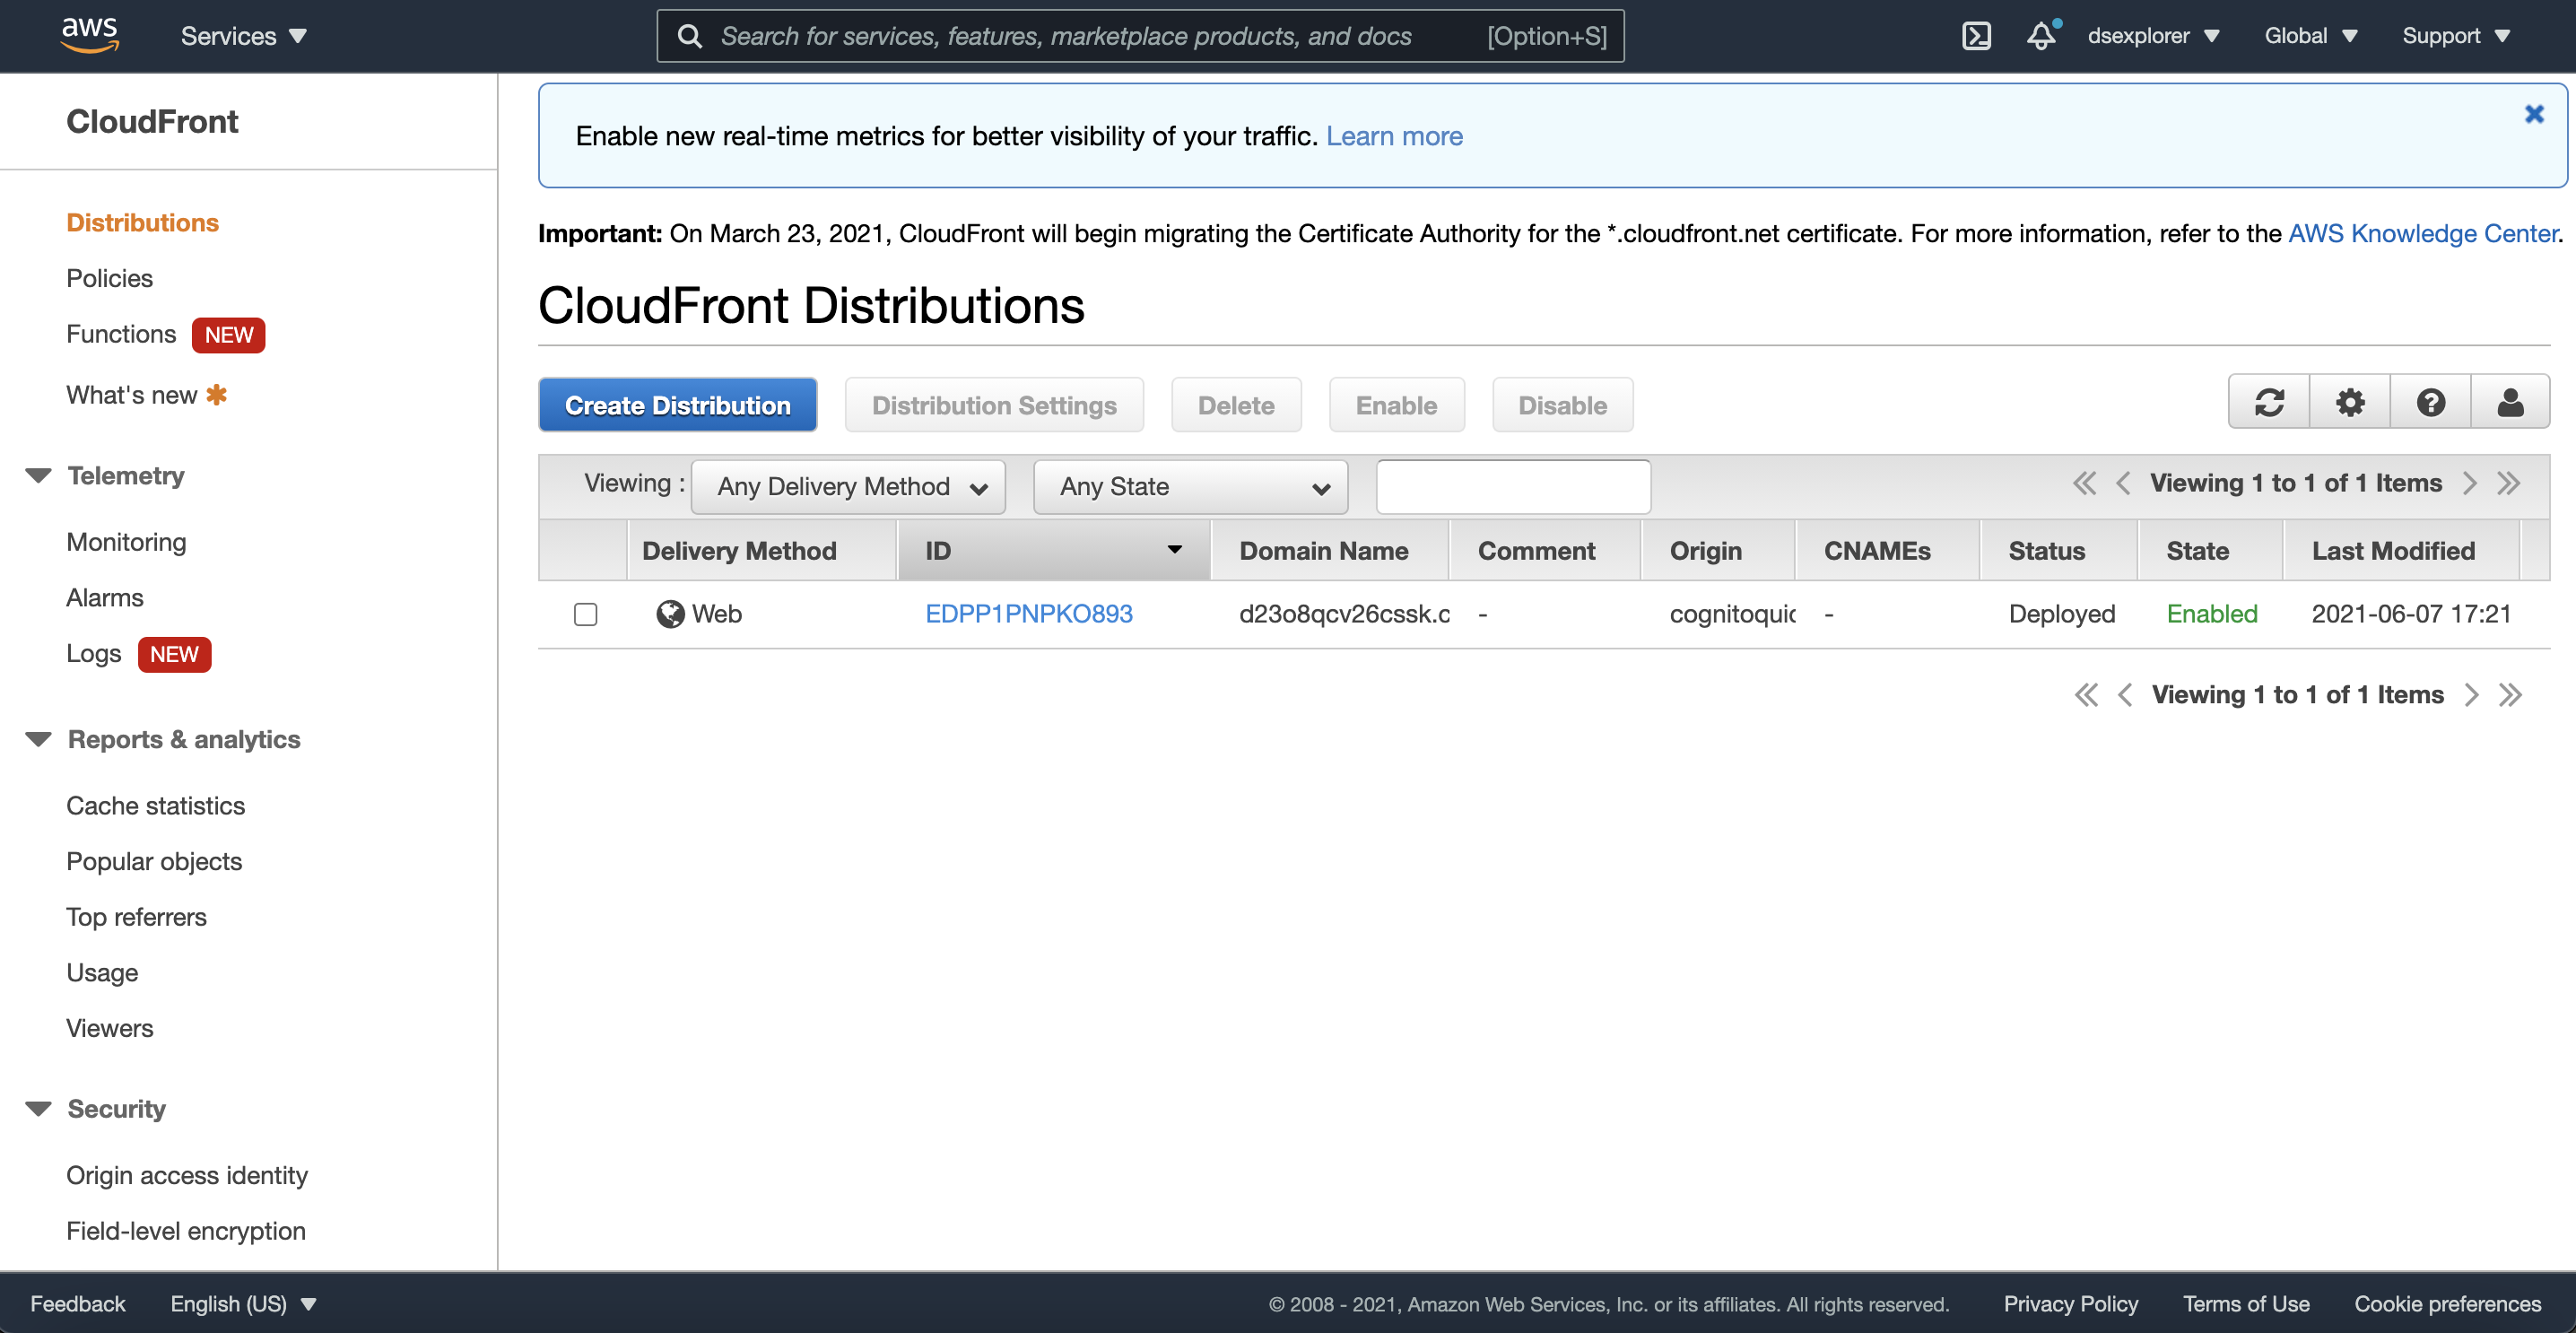 aws Services Search for services, features, marketplace products, and docs [Option+S] dsexplorer Global Support
CloudFront
Distributions
Policies
Functions NEW
What's new
Telemetry
Monitoring
Alarms
Logs NEW
Reports & analytics
Cache statistics
Popular objects
Top referrers
Usage
Viewers
Security
Origin access identity
Field-level encryption
Enable new real-time metrics for better visibility of your traffic. Learn more
Important: On March 23, 2021, CloudFront will begin migrating the Certificate Authority for the *.cloudfront.net certificate. For more information, refer to the AWS Knowledge Center.
CloudFront Distributions
Create Distribution Distribution Settings Delete Enable Disable
Viewing : Any Delivery Method Any State Viewing 1 to 1 of 1 Items
Delivery Method ID Domain Name Comment Origin CNAMEs Status State Last Modified
Web EDPP1PNPKO893 d23o8qcv26cssk.c - cognitoquic - Deployed Enabled 2021-06-07 17:21
Viewing 1 to 1 of 1 Items
Feedback English (US) © 2008 - 2021, Amazon Web Services, Inc. or its affiliates. All rights reserved. Privacy Policy Terms of Use Cookie preferences